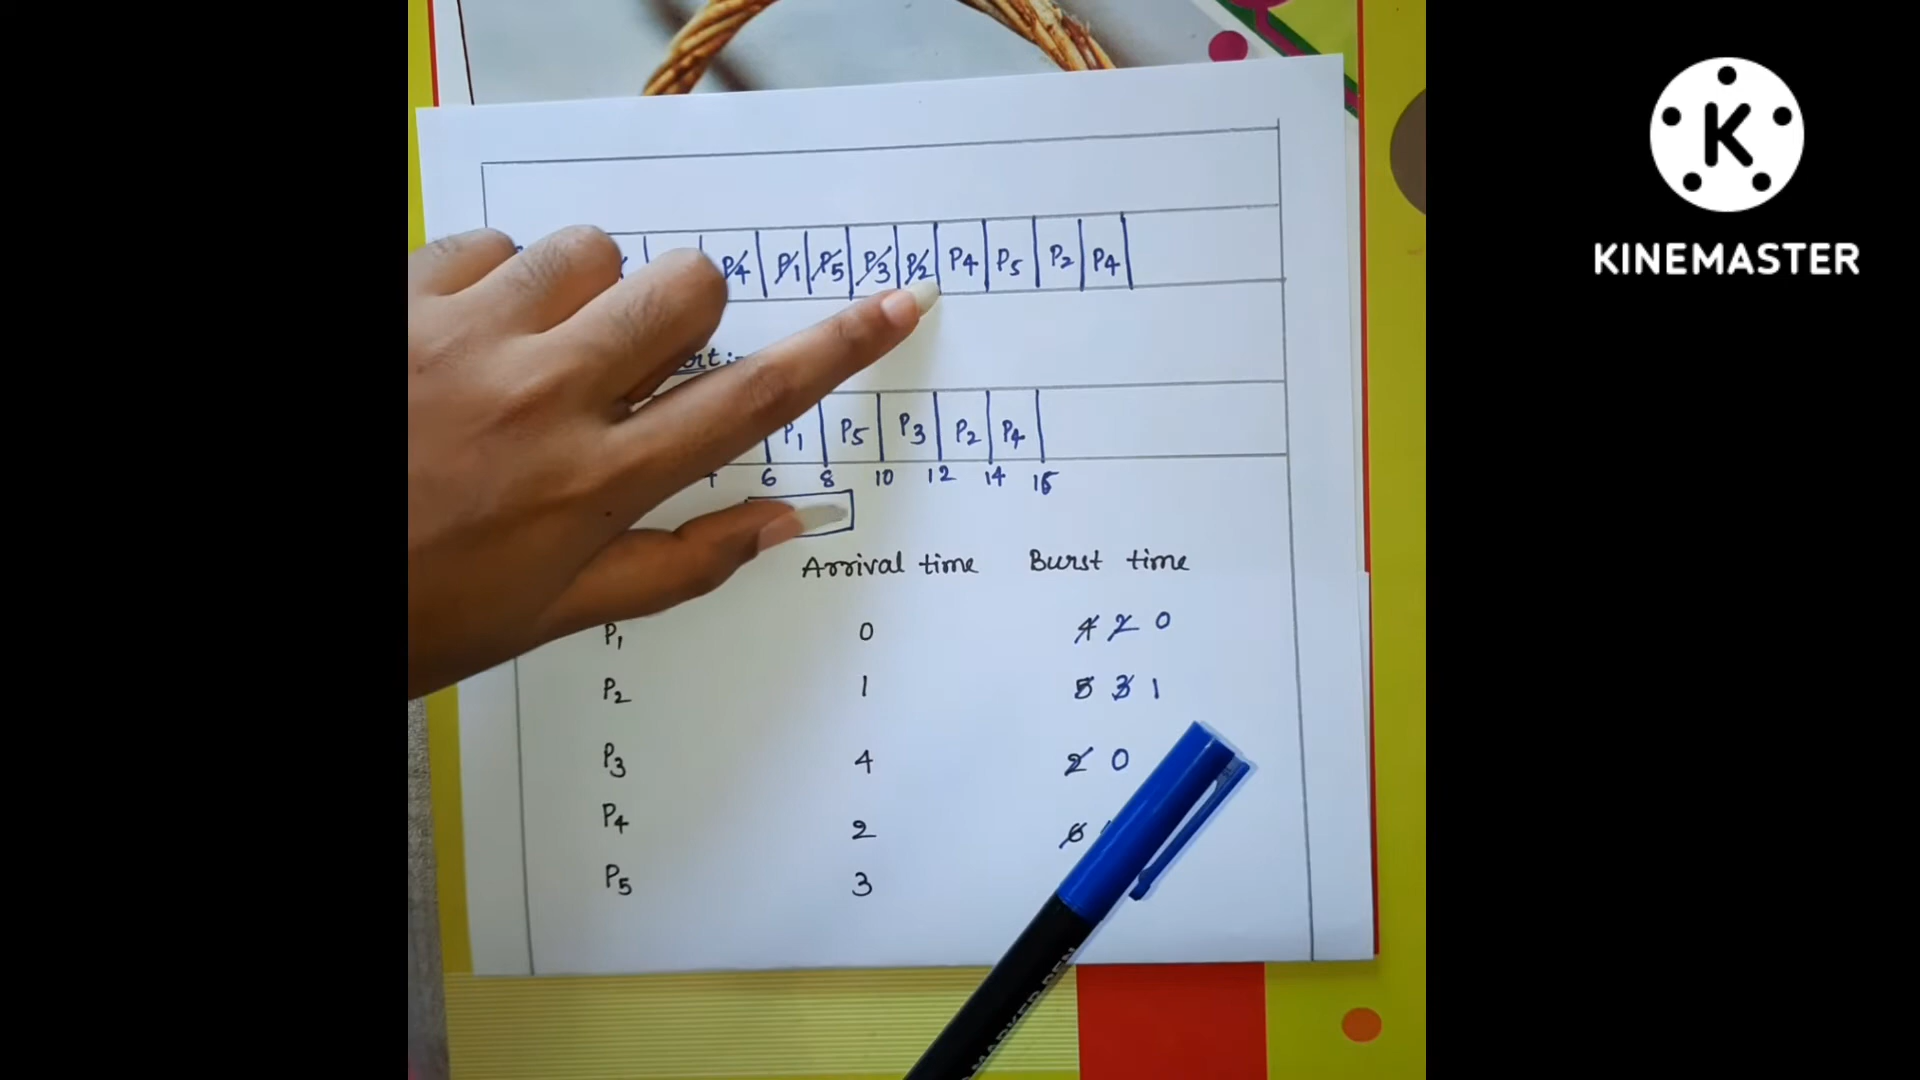 P4 P1 P5 P3 P2 P4 P5 P2 P4
P1 P5 P3 P2 P4
6 8 10 12 14 16
Arrival time Burst time
P1 0 4 2 0
P2 1 5 3 1
P3 4 2 0
P4 2 6
P5 3
MARKER PEN
K
KINEMASTER